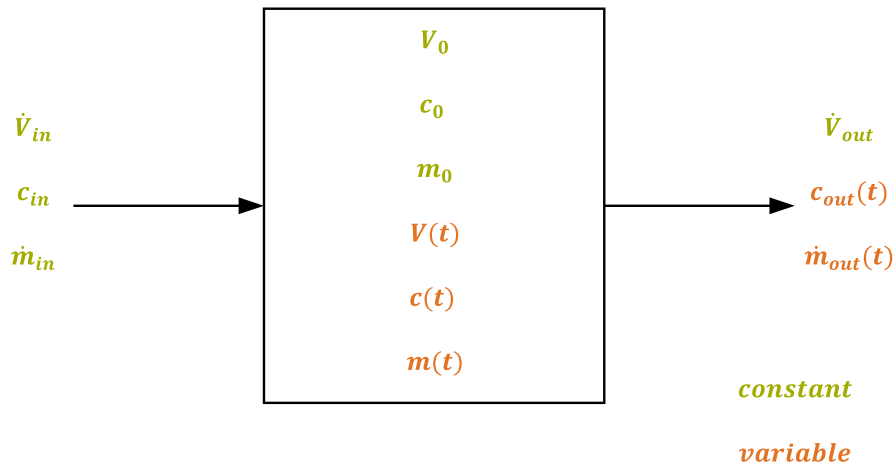 V₀
c₀
m₀
V(t)
c(t)
m(t)
V̇ᵢₙ
cᵢₙ
ṁᵢₙ
V̇ₒᵤₜ
cₒᵤₜ(t)
ṁₒᵤₜ(t)
constant
variable